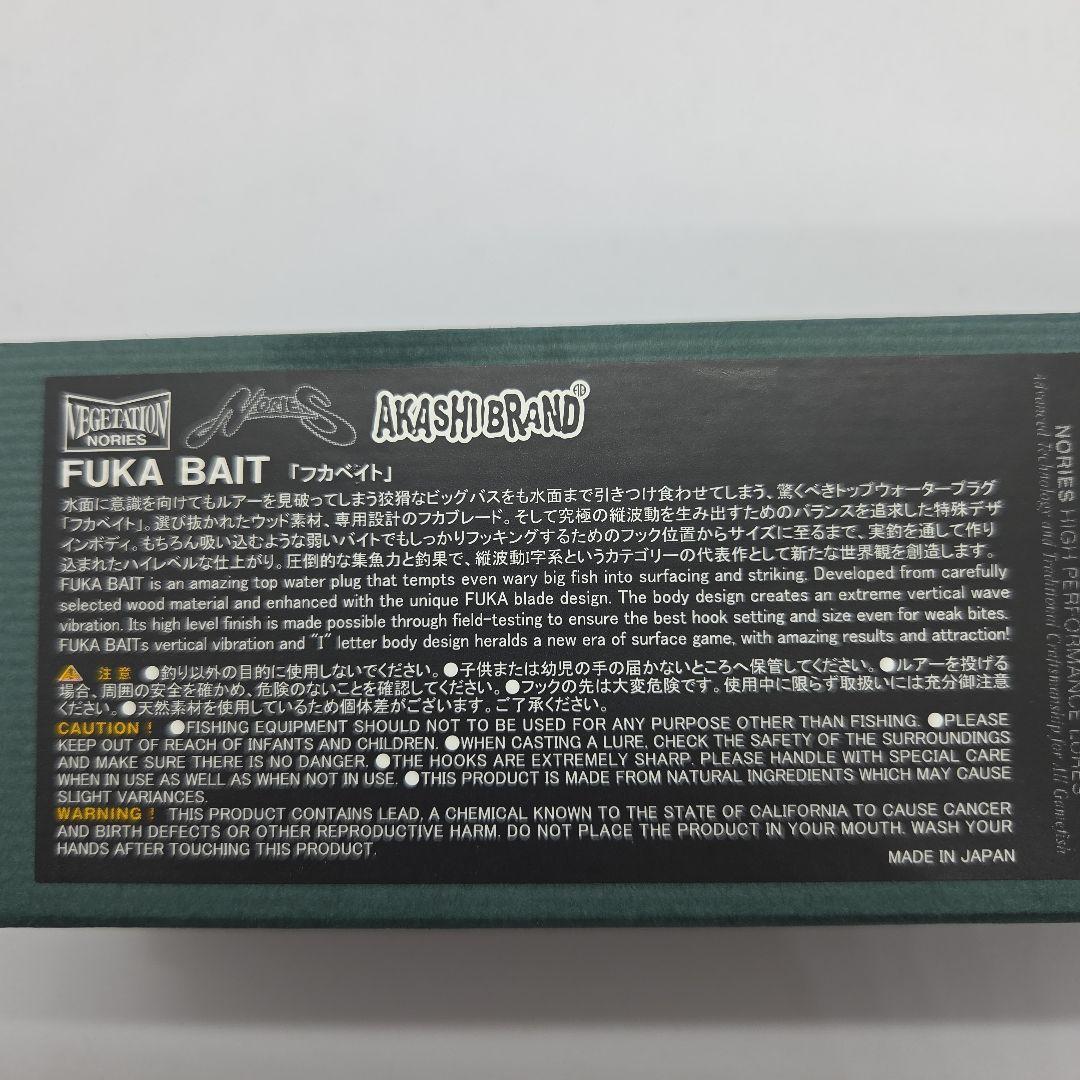 VEGETATION
NORIES
NORIES
AKASHI BRAND
AB
FUKA BAIT 「フカベイト」
水面に意識を向けてもルアーを見破ってしまう狡猾なビッグバスをも水面まで引きつけ食わせてしまう、驚くべきトップウォータープラグ
「フカベイト」。選び抜かれたウッド素材、専用設計のフカブレード。そして究極の縦波動を生み出すためのバランスを追求した特殊デザ
インボディ。もちろん吸い込むような弱いバイトでもしっかりフッキングするためのフック位置からサイズに至るまで、実釣を通して作り
込まれたハイレベルな仕上がり。圧倒的な集魚力と釣果で、縦波動I字系というカテゴリーの代表作として新たな世界観を創造します。
FUKA BAIT is an amazing top water plug that tempts even wary big fish into surfacing and striking. Developed from carefully
selected wood material and enhanced with the unique FUKA blade design. The body design creates an extreme vertical wave
vibration. Its high level finish is made possible through field-testing to ensure the best hook setting and size even for weak bites.
FUKA BAITs vertical vibration and "I" letter body design heralds a new era of surface game, with amazing results and attraction!
注意 ●釣り以外の目的に使用しないでください。●子供または幼児の手の届かないところへ保管してください。●ルアーを投げる
場合、周囲の安全を確かめ、危険のないことを確認してください。●フックの先は大変危険です。使用中に限らず取扱いには充分御注意
ください。●天然素材を使用しているため個体差がございます。ご了承ください。
CAUTION ! ●FISHING EQUIPMENT SHOULD NOT TO BE USED FOR ANY PURPOSE OTHER THAN FISHING. ●PLEASE
KEEP OUT OF REACH OF INFANTS AND CHILDREN. ●WHEN CASTING A LURE, CHECK THE SAFETY OF THE SURROUNDINGS
AND MAKE SURE THERE IS NO DANGER. ●THE HOOKS ARE EXTREMELY SHARP. PLEASE HANDLE WITH SPECIAL CARE
WHEN IN USE AS WELL AS WHEN NOT IN USE. ●THIS PRODUCT IS MADE FROM NATURAL INGREDIENTS WHICH MAY CAUSE
SLIGHT VARIANCES.
WARNING ! THIS PRODUCT CONTAINS LEAD, A CHEMICAL KNOWN TO THE STATE OF CALIFORNIA TO CAUSE CANCER
AND BIRTH DEFECTS OR OTHER REPRODUCTIVE HARM. DO NOT PLACE THE PRODUCT IN YOUR MOUTH. WASH YOUR
HANDS AFTER TOUCHING THIS PRODUCT.
MADE IN JAPAN
NORIES HIGH PERFORMANCE LURES
Advanced Technology and Traditional Craftmanship for All Gamefish